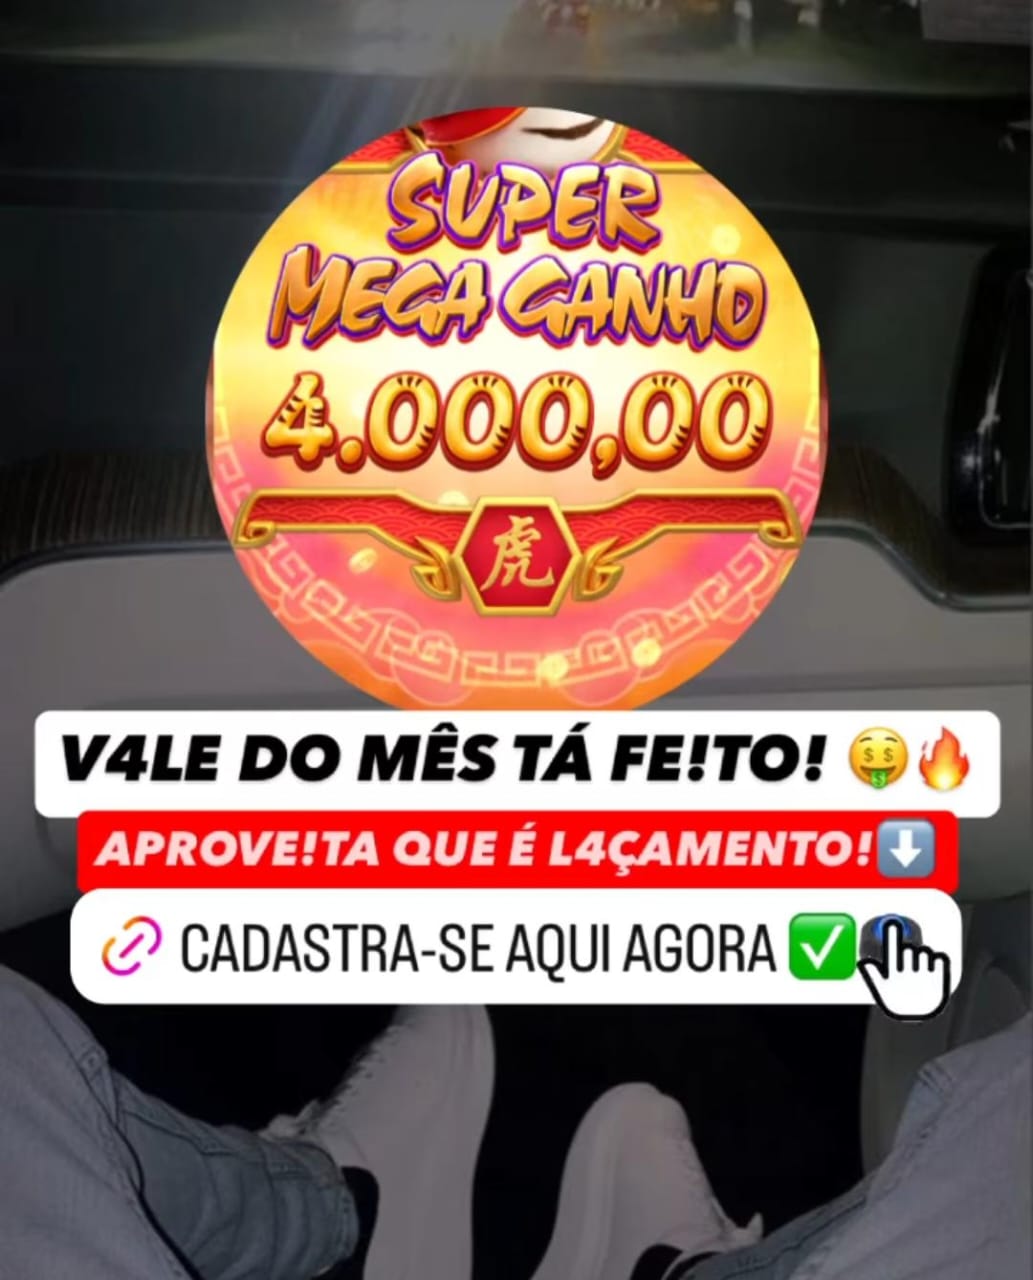 SUPER
MEGA GANHO
4.000,00
虎
V4LE DO MÊS TÁ FE!TO! 🤑🔥
APROVE!TA QUE É L4ÇAMENTO!⬇️
CADASTRA-SE AQUI AGORA ✅